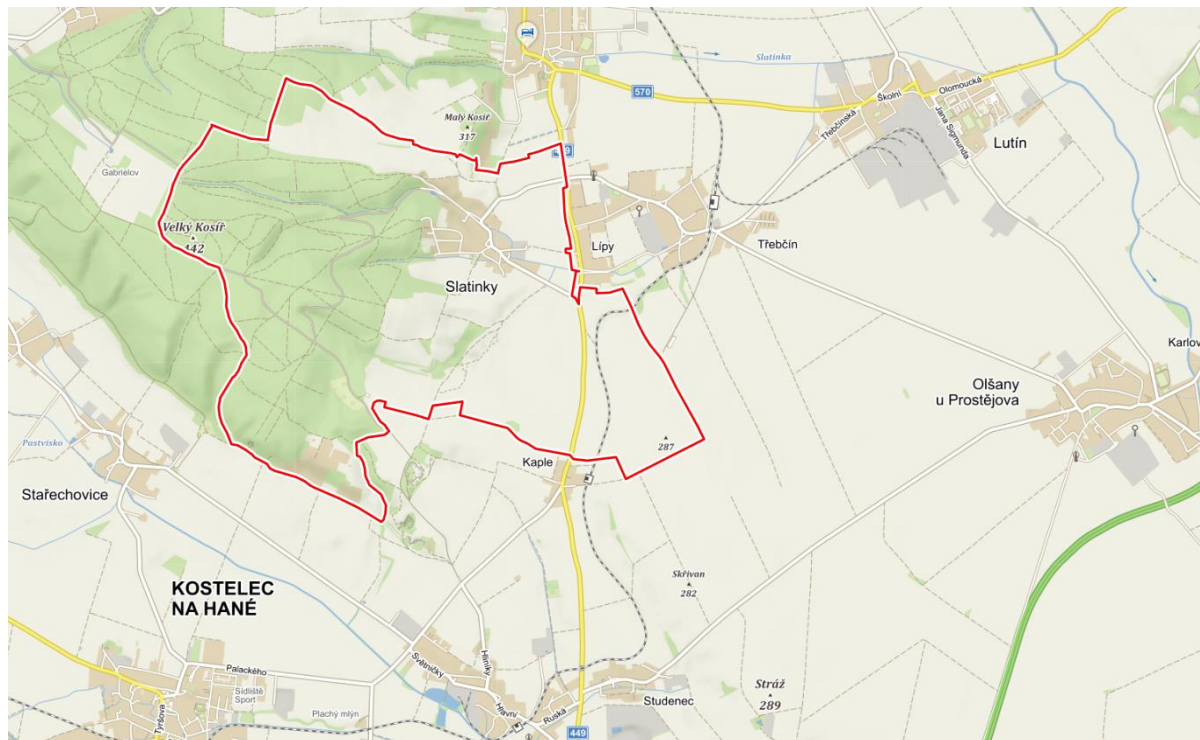 Slatinka
570
Olomoucká
Školní
Třebčínská
Jana Sigmunda
Lutín
Malý Kosíř
317
Gabrielov
Velký Kosíř
442
Lípy
Třebčín
Slatinky
Karlov
Olšany
u Prostějova
287
Kaple
Pastvisko
Stařechovice
Skřivan
282
KOSTELEC
NA HANÉ
Palackého
Sídliště
Sport
Tyršova
Plachý mlýn
Světničky
Hliníky
Hlavní
Ruská
Studenec
Stráž
289
449